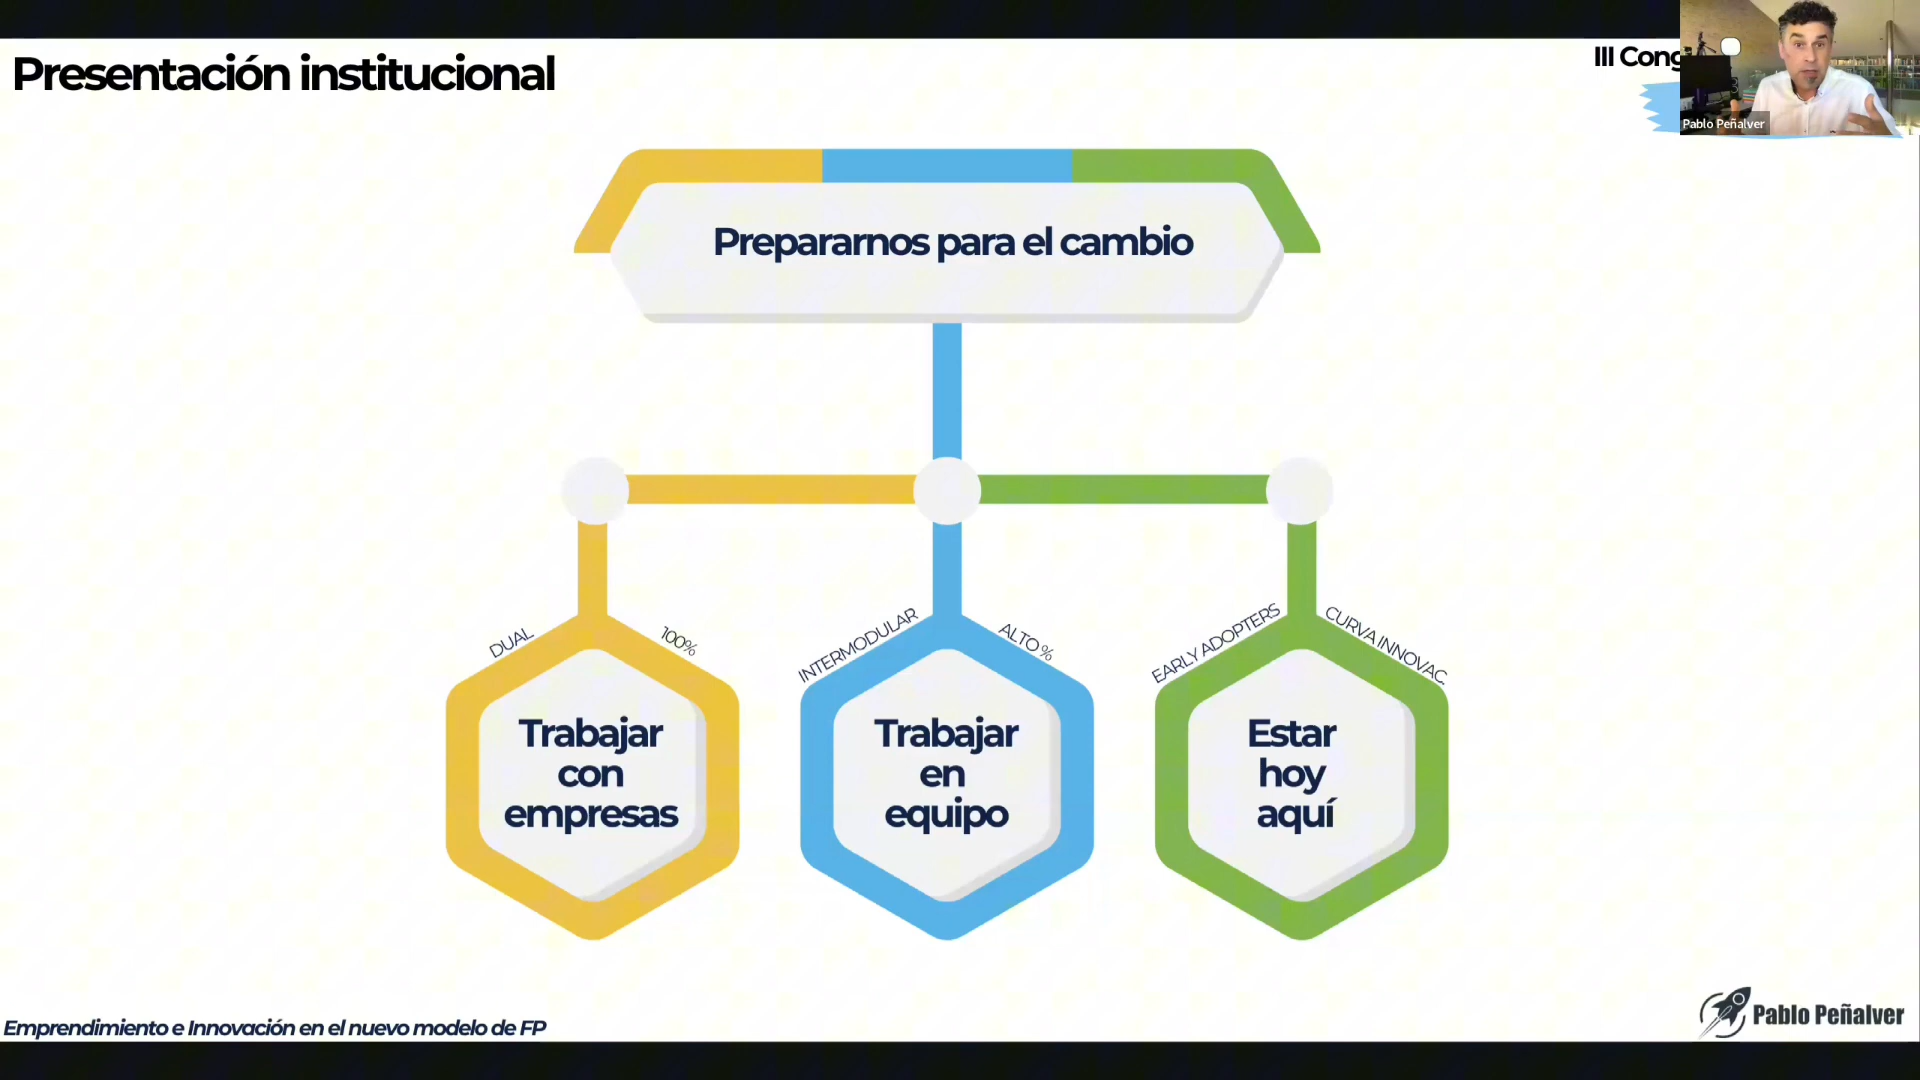 Presentación institucional
III Cong
Pablo Peñalver
Prepararnos para el cambio
DUAL
100%
INTERMODULAR
ALTO %
EARLY ADOPTERS
CURVA INNOVAC.
Trabajar
con
empresas
Trabajar
en
equipo
Estar
hoy
aquí
Emprendimiento e Innovación en el nuevo modelo de FP
Pablo Peñalver